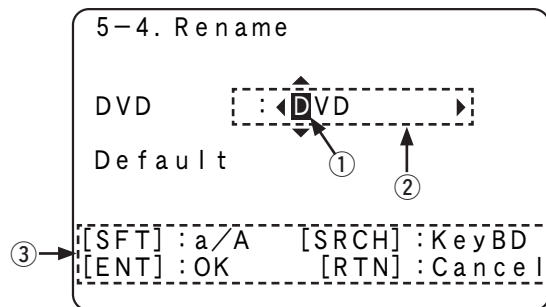 5-4. Rename
DVD : ◀DVD ▶
Default
① ②
③ [SFT] : a/A [SRCH] : KeyBD
[ENT] : OK [RTN] : Cancel